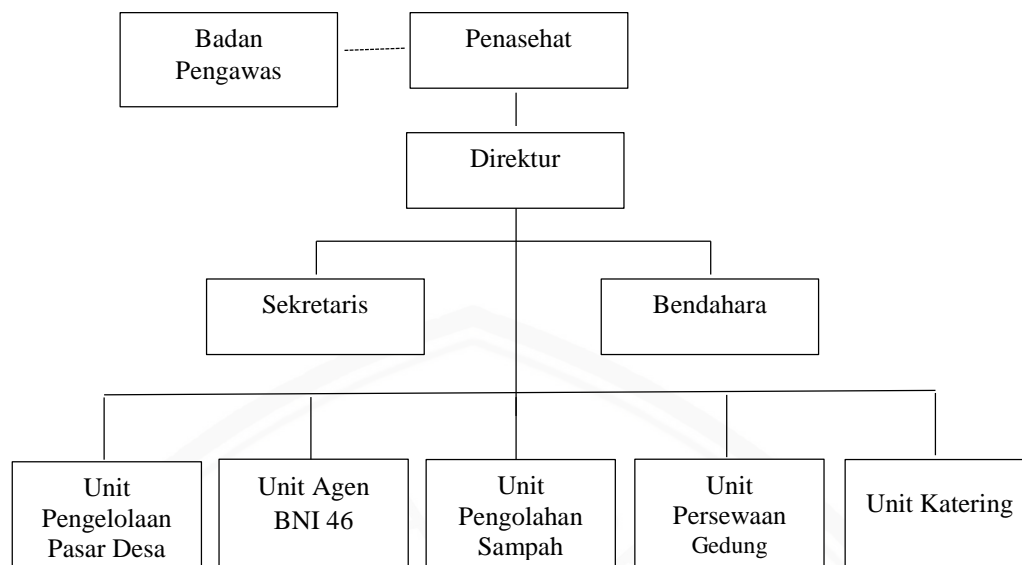 Badan
Pengawas
Penasehat
Direktur
Sekretaris
Bendahara
Unit
Pengelolaan
Pasar Desa
Unit Agen
BNI 46
Unit
Pengolahan
Sampah
Unit
Persewaan
Gedung
Unit Katering